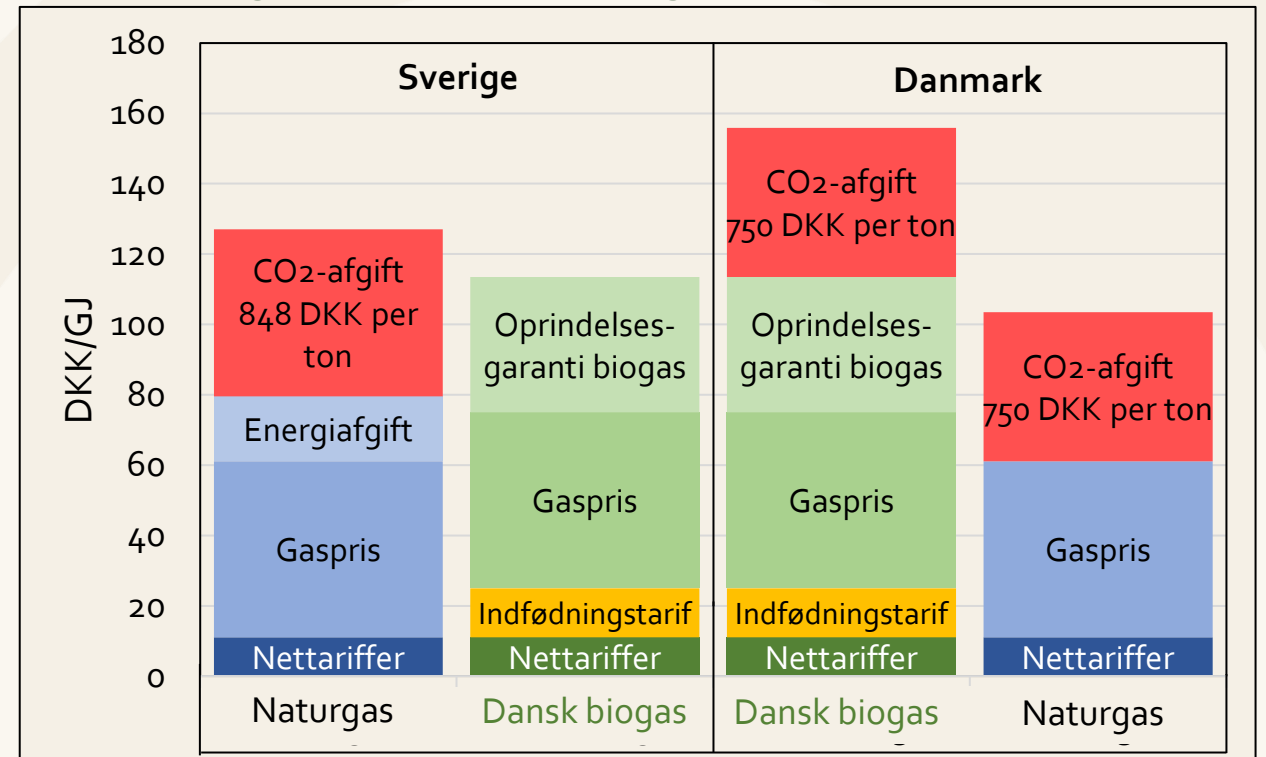 180
160
140
120
100
80
60
40
20
0
DKK/GJ
Sverige
CO2-afgift
848 DKK per
ton
Energiafgift
Gaspris
Nettariffer
Naturgas
Oprindelses-
garanti biogas
Gaspris
Indfødningstarif
Nettariffer
Dansk biogas
Danmark
CO2-afgift
750 DKK per ton
Oprindelses-
garanti biogas
Gaspris
Indfødningstarif
Nettariffer
Dansk biogas
CO2-afgift
750 DKK per ton
Gaspris
Nettariffer
Naturgas